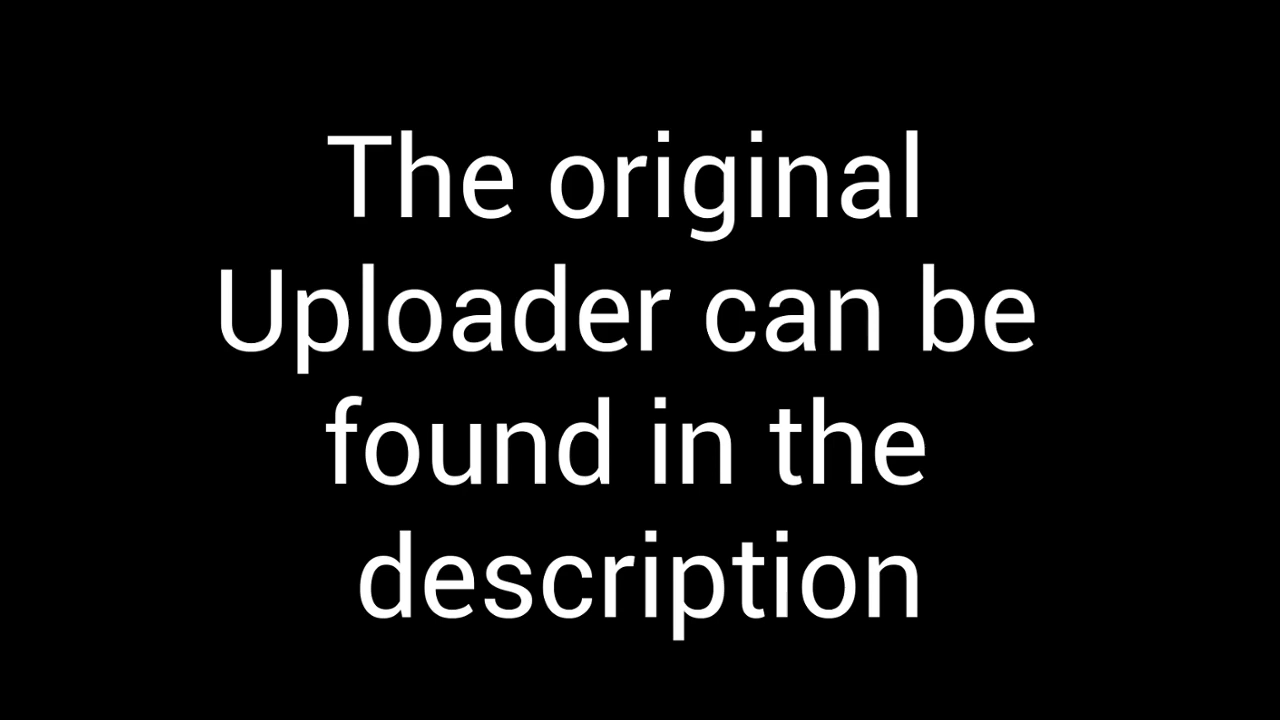 The original
Uploader can be
found in the
description